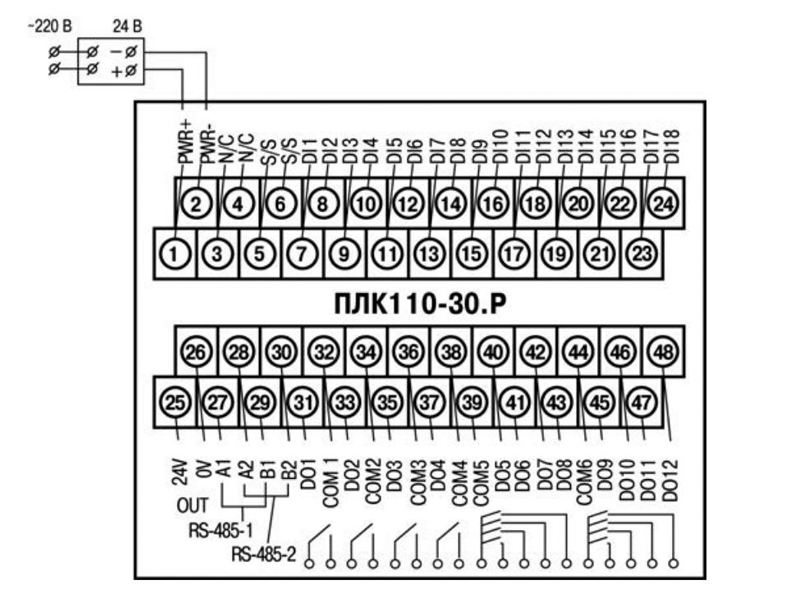 ~220 В 24 В
−
+
PWR+ PWR- N/C N/C S/S S/S DI1 DI2 DI3 DI4 DI5 DI6 DI7 DI8 DI9 DI10 DI11 DI12 DI13 DI14 DI15 DI16 DI17 DI18
2 4 6 8 10 12 14 16 18 20 22 24
1 3 5 7 9 11 13 15 17 19 21 23
ПЛК110-30.Р
26 28 30 32 34 36 38 40 42 44 46 48
25 27 29 31 33 35 37 39 41 43 45 47
24V 0V A1 A2 B1 B2 DO1 COM 1 DO2 COM2 DO3 COM3 DO4 COM4 COM5 DO5 DO6 DO7 DO8 COM6 DO9 DO10 DO11 DO12
OUT
RS-485-1
RS-485-2